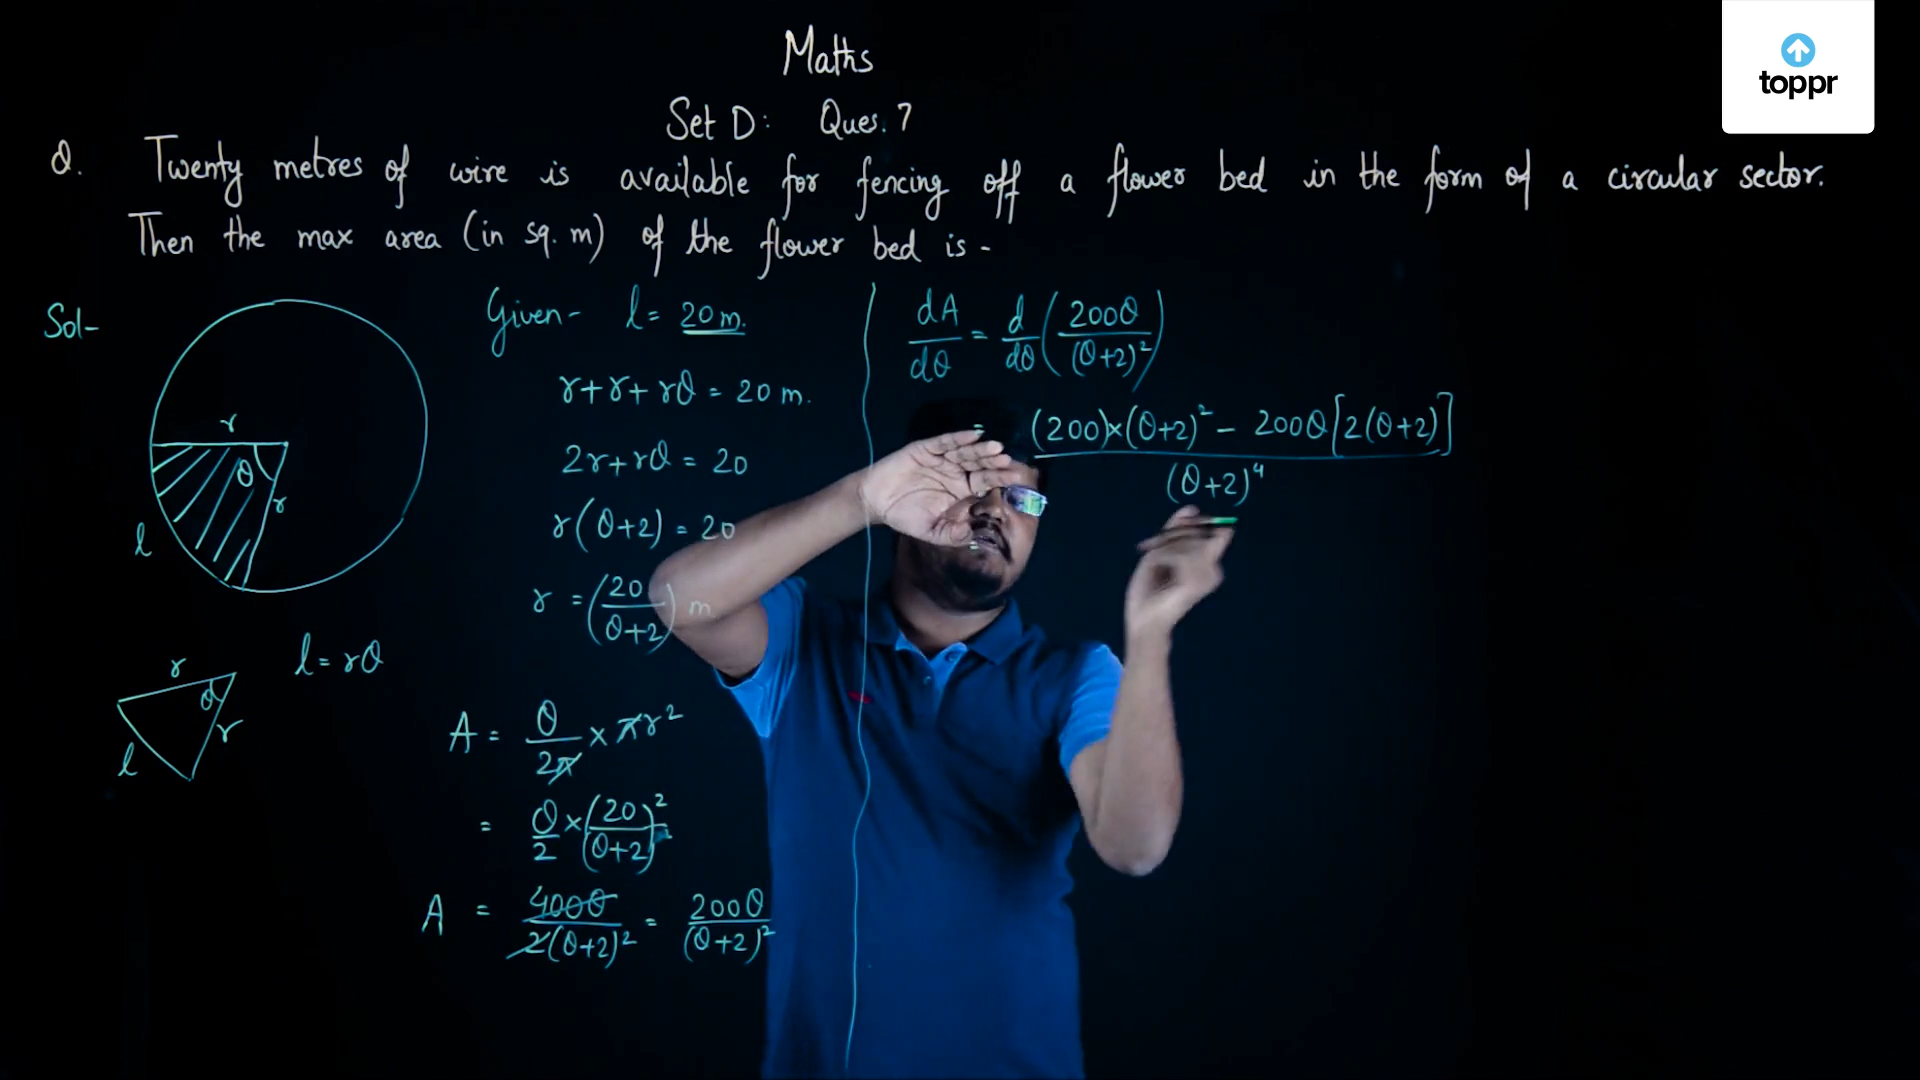 Maths
toppr
Set D: Ques. 7
Q. Twenty metres of wire is available for fencing off a flower bed in the form of a circular sector.
Then the max area (in sq. m) of the flower bed is -
Sol-
r
θ
r
l
r
θ
r
l
l = rθ
Given- l = 20 m.
r + r + rθ = 20 m.
2r + rθ = 20
r(θ+2) = 20
r = (20/(θ+2)) m
A = θ/2π × πr²
= θ/2 × (20/(θ+2))²
A = 400θ/2(θ+2)² = 200θ/(θ+2)²
dA/dθ = d/dθ (200θ/(θ+2)²)
= (200)×(θ+2)² - 200θ[2(θ+2)]/(θ+2)⁴